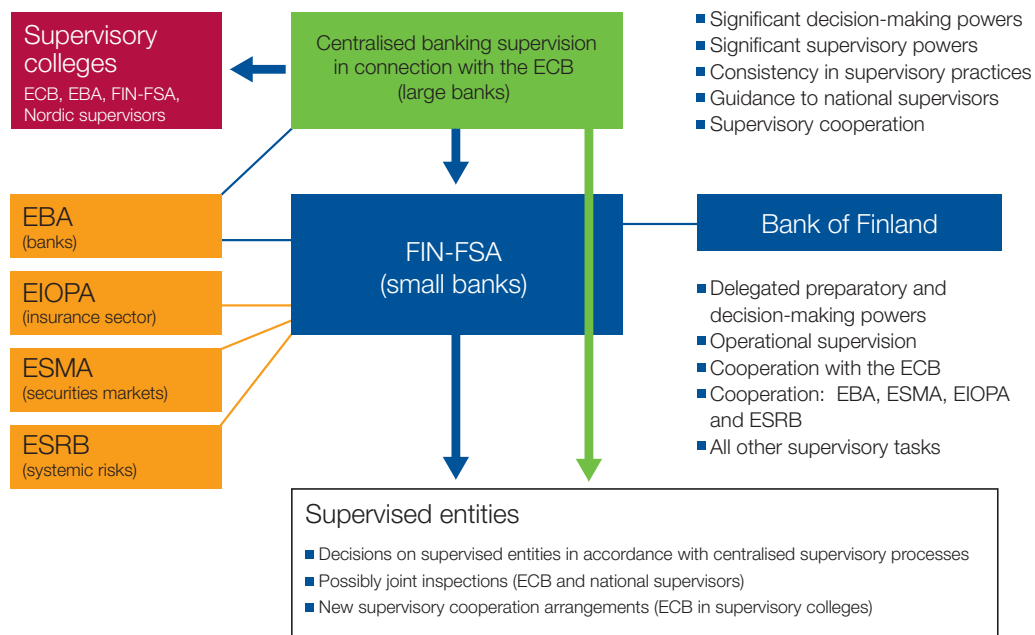 Supervisory
colleges
ECB, EBA, FIN-FSA,
Nordic supervisors
Centralised banking supervision
in connection with the ECB
(large banks)
■ Significant decision-making powers
■ Significant supervisory powers
■ Consistency in supervisory practices
■ Guidance to national supervisors
■ Supervisory cooperation
EBA
(banks)
EIOPA
(insurance sector)
ESMA
(securities markets)
ESRB
(systemic risks)
FIN-FSA
(small banks)
Bank of Finland
■ Delegated preparatory and
decision-making powers
■ Operational supervision
■ Cooperation with the ECB
■ Cooperation: EBA, ESMA, EIOPA
and ESRB
■ All other supervisory tasks
Supervised entities
■ Decisions on supervised entities in accordance with centralised supervisory processes
■ Possibly joint inspections (ECB and national supervisors)
■ New supervisory cooperation arrangements (ECB in supervisory colleges)